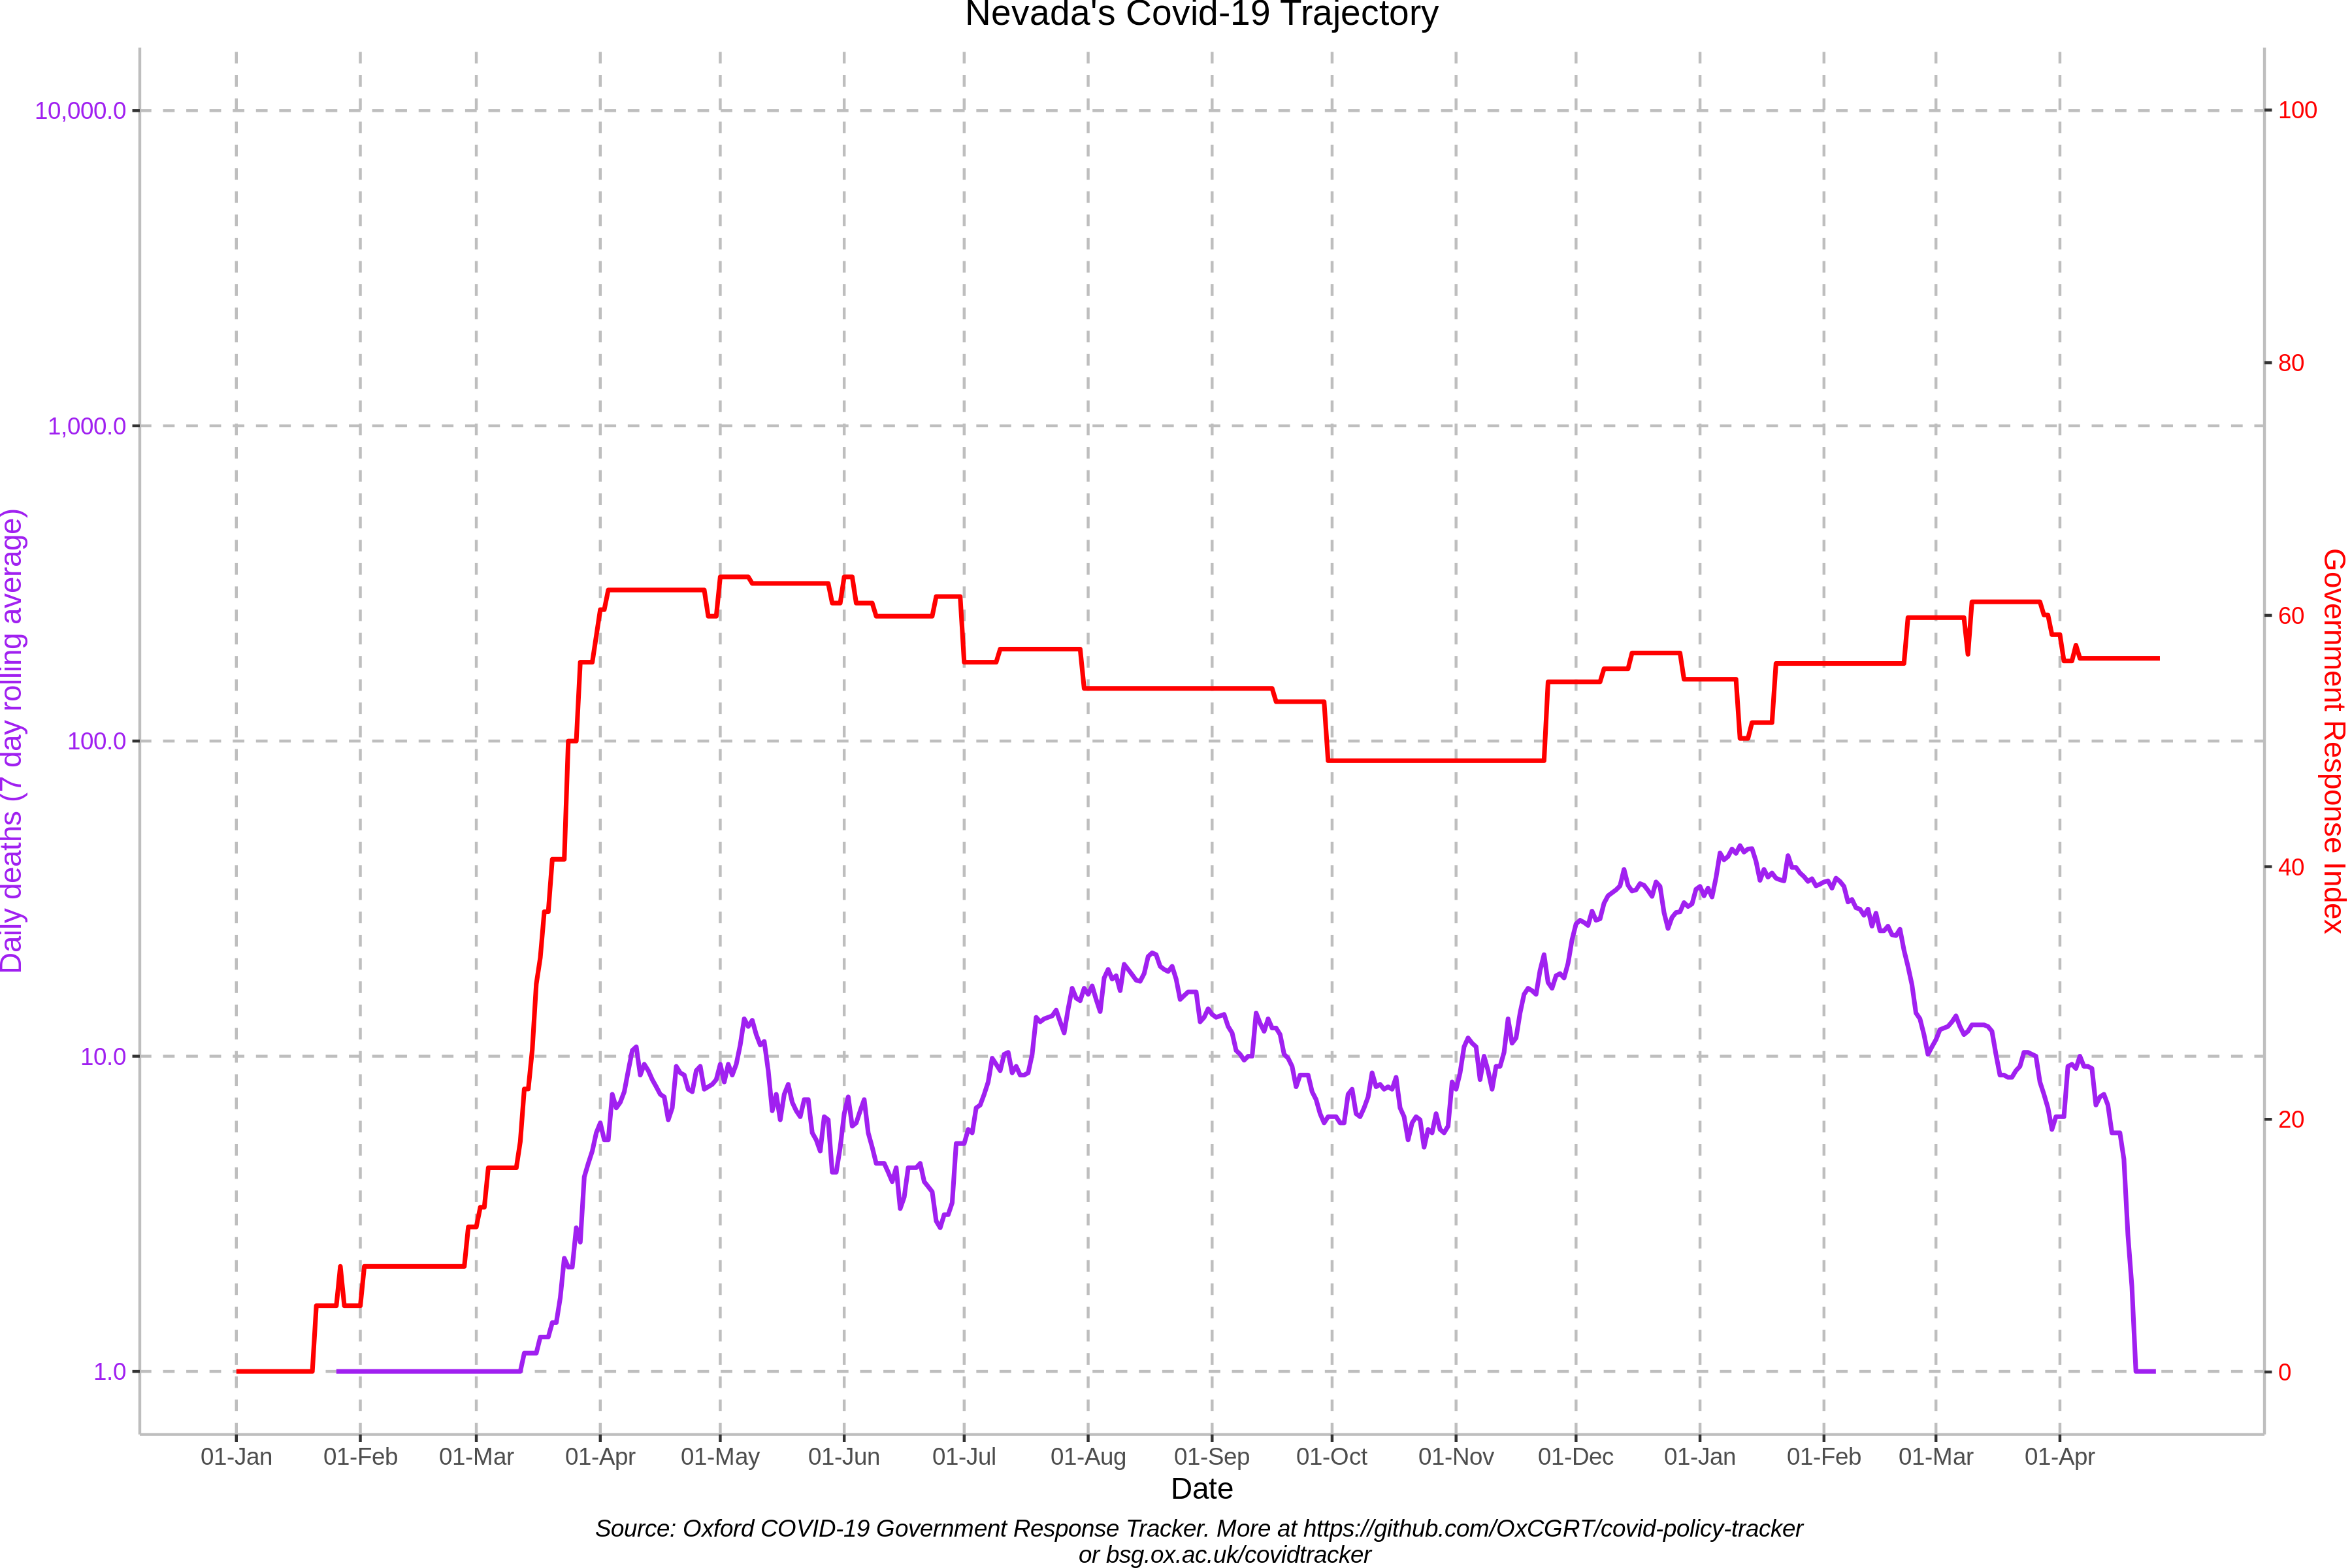 Nevada's Covid-19 Trajectory
10,000.0
1,000.0
100.0
10.0
1.0
Daily deaths (7 day rolling average)
100
80
60
40
20
0
Government Response Index
01-Jan 01-Feb 01-Mar 01-Apr 01-May 01-Jun 01-Jul 01-Aug 01-Sep 01-Oct 01-Nov 01-Dec 01-Jan 01-Feb 01-Mar 01-Apr
Date
Source: Oxford COVID-19 Government Response Tracker. More at https://github.com/OxCGRT/covid-policy-tracker
or bsg.ox.ac.uk/covidtracker